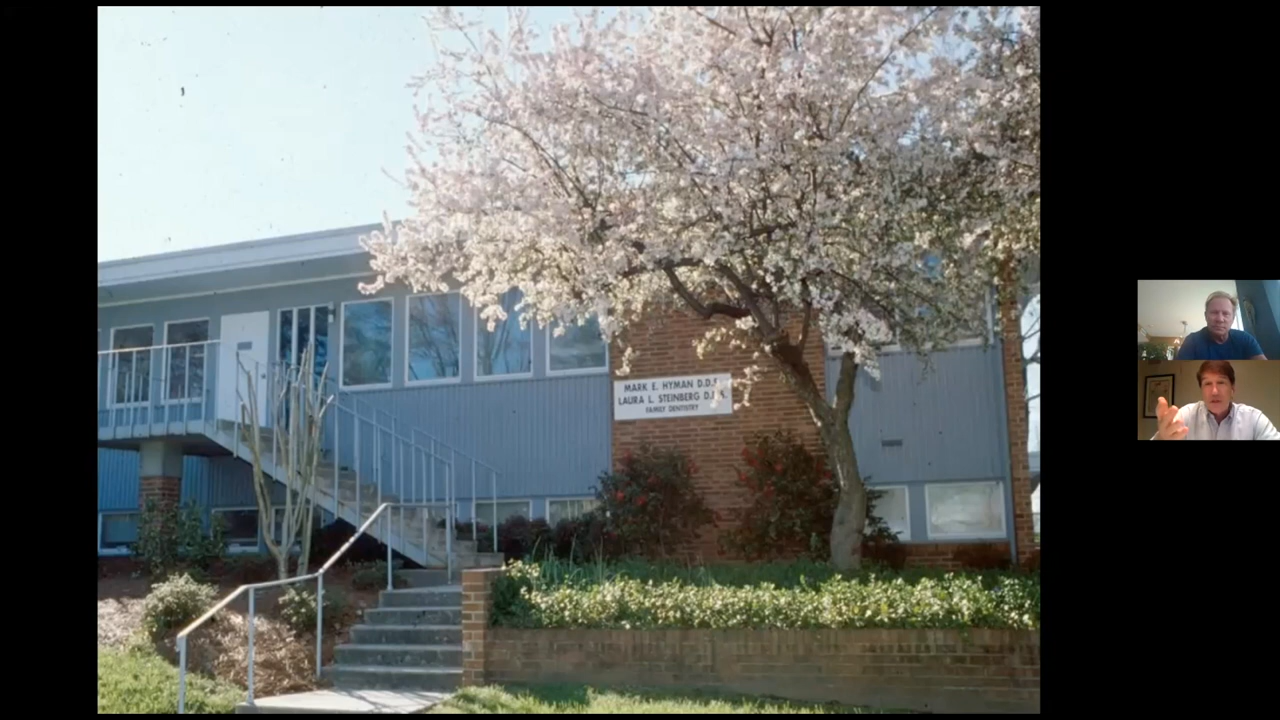 MARK E. HYMAN D.D.S.
LAURA L. STEINBERG D.D.S.
FAMILY DENTISTRY